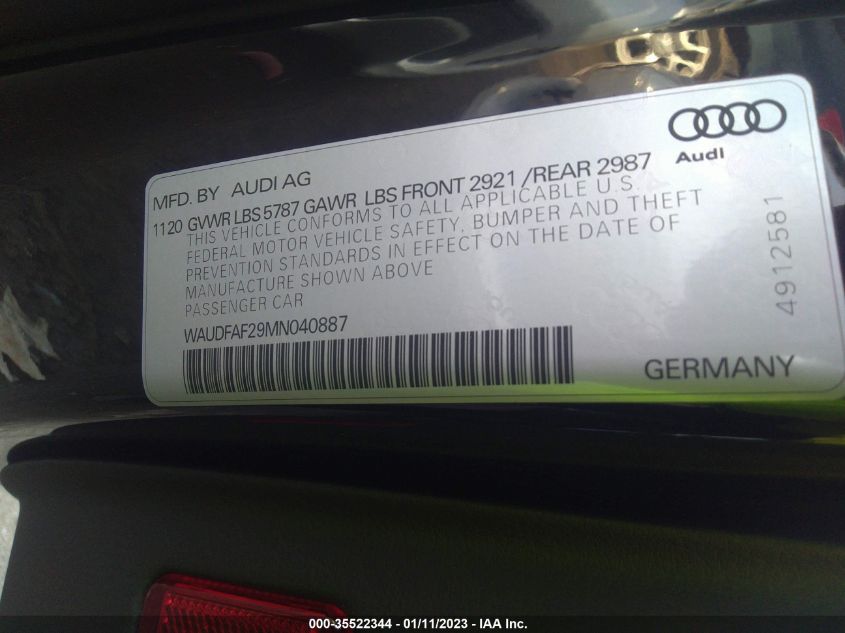 Audi
MFD. BY AUDI AG
1120 GVWR LBS 5787 GAWR LBS FRONT 2921 /REAR 2987
THIS VEHICLE CONFORMS TO ALL APPLICABLE U.S.
FEDERAL MOTOR VEHICLE SAFETY, BUMPER AND THEFT
PREVENTION STANDARDS IN EFFECT ON THE DATE OF
MANUFACTURE SHOWN ABOVE
PASSENGER CAR
WAUDFAF29MN040887
GERMANY
4912581
000-35522344 - 01/11/2023 - IAA Inc.